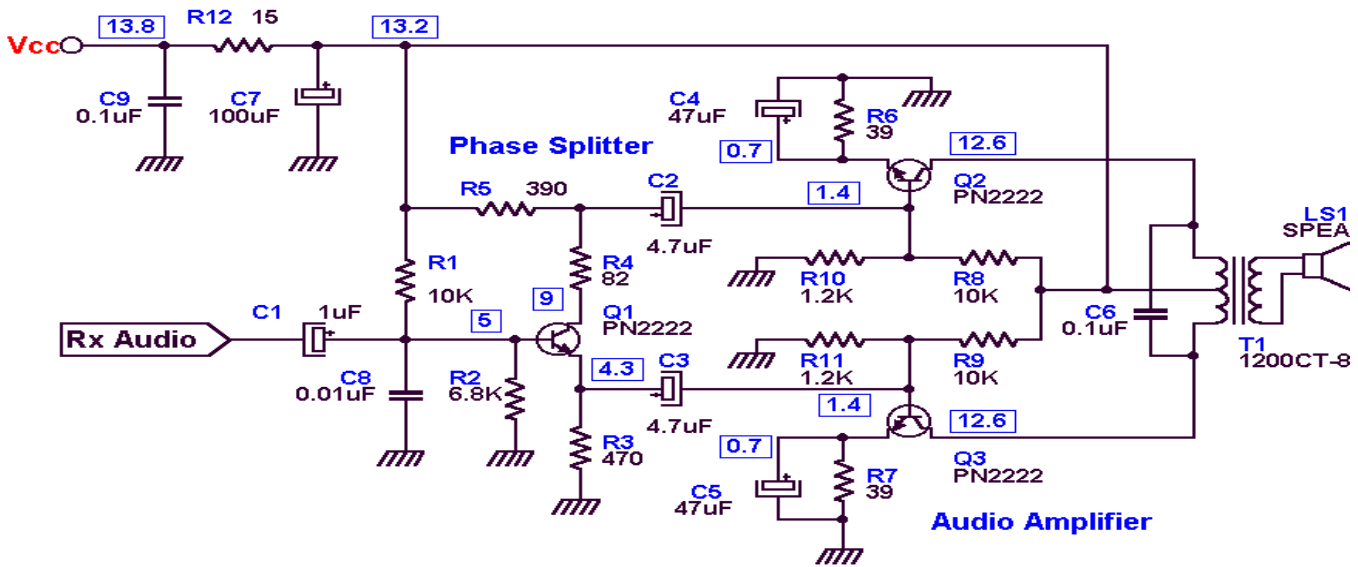 R12 15
13.8
13.2
Vcc
C9
0.1uF
C7
100uF
C4
47uF
R6
39
0.7
12.6
Phase Splitter
Q2
PN2222
R5 390
C2
4.7uF
1.4
LS1
SPEA
R1
10K
R4
82
R10
1.2K
R8
10K
C1 1uF
9
Q1
PN2222
5
Rx Audio
C6
0.1uF
T1
1200CT-8
C8
0.01uF
R2
6.8K
4.3
C3
4.7uF
R11
1.2K
R9
10K
1.4
12.6
R3
470
0.7
Q3
PN2222
C5
47uF
R7
39
Audio Amplifier